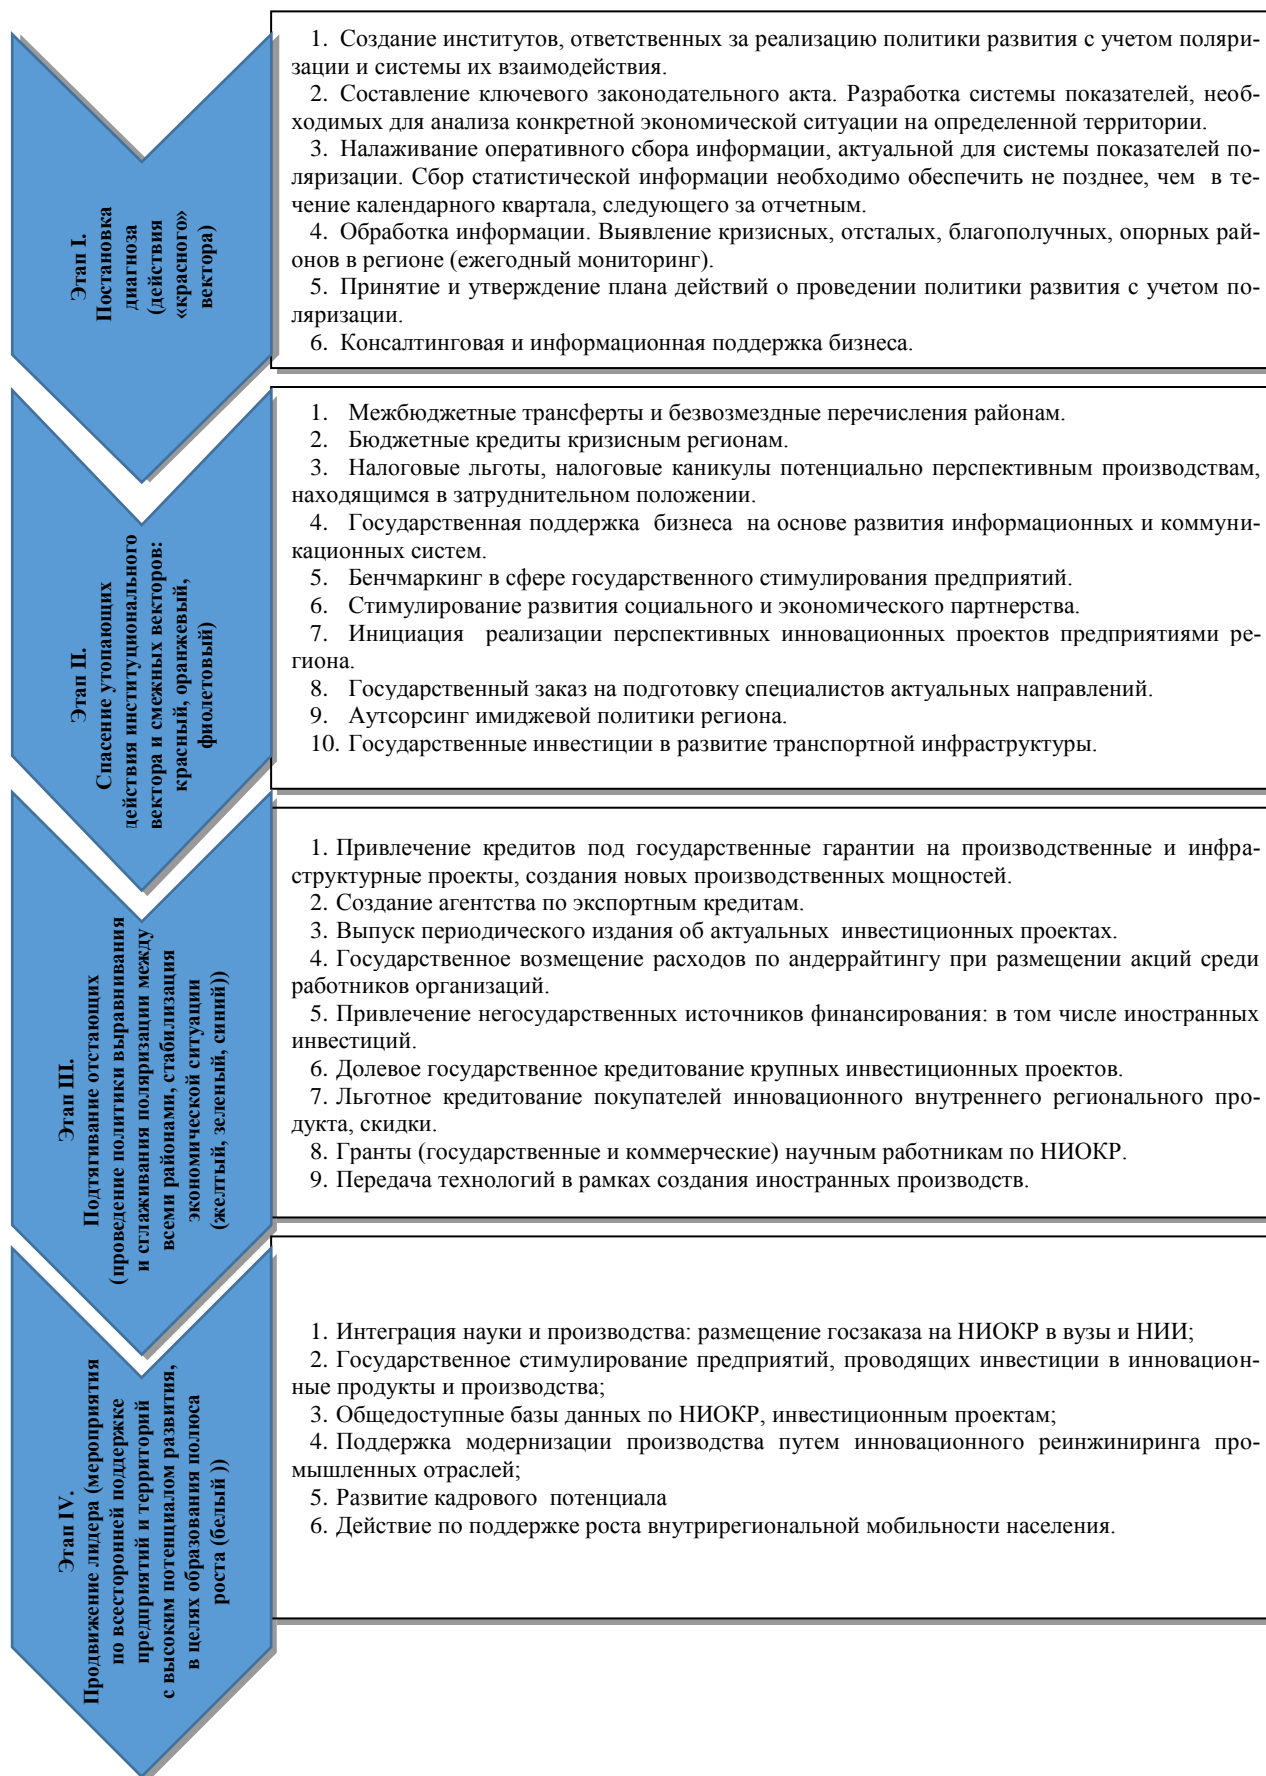 Этап I.
Постановка
диагноза
(действия
«красного»
вектора)
1. Создание институтов, ответственных за реализацию политики развития с учетом поляри-
зации и системы их взаимодействия.
2. Составление ключевого законодательного акта. Разработка системы показателей, необ-
ходимых для анализа конкретной экономической ситуации на определенной территории.
3. Налаживание оперативного сбора информации, актуальной для системы показателей по-
ляризации. Сбор статистической информации необходимо обеспечить не позднее, чем в те-
чение календарного квартала, следующего за отчетным.
4. Обработка информации. Выявление кризисных, отсталых, благополучных, опорных рай-
онов в регионе (ежегодный мониторинг).
5. Принятие и утверждение плана действий о проведении политики развития с учетом по-
ляризации.
6. Консалтинговая и информационная поддержка бизнеса.
Этап II.
Спасение утопающих
действия институционального
вектора и смежных векторов:
красный, оранжевый,
фиолетовый)
1. Межбюджетные трансферты и безвозмездные перечисления районам.
2. Бюджетные кредиты кризисным регионам.
3. Налоговые льготы, налоговые каникулы потенциально перспективным производствам,
находящимся в затруднительном положении.
4. Государственная поддержка бизнеса на основе развития информационных и коммуни-
кационных систем.
5. Бенчмаркинг в сфере государственного стимулирования предприятий.
6. Стимулирование развития социального и экономического партнерства.
7. Инициация реализации перспективных инновационных проектов предприятиями ре-
гиона.
8. Государственный заказ на подготовку специалистов актуальных направлений.
9. Аутсорсинг имиджевой политики региона.
10. Государственные инвестиции в развитие транспортной инфраструктуры.
Этап III.
Подтягивание отстающих
(проведение политики выравнивания
и сглаживания поляризации между
всеми районами, стабилизация
экономической ситуации
(желтый, зеленый, синий))
1. Привлечение кредитов под государственные гарантии на производственные и инфра-
структурные проекты, создания новых производственных мощностей.
2. Создание агентства по экспортным кредитам.
3. Выпуск периодического издания об актуальных инвестиционных проектах.
4. Государственное возмещение расходов по андеррайтингу при размещении акций среди
работников организаций.
5. Привлечение негосударственных источников финансирования: в том числе иностранных
инвестиций.
6. Долевое государственное кредитование крупных инвестиционных проектов.
7. Льготное кредитование покупателей инновационного внутреннего регионального про-
дукта, скидки.
8. Гранты (государственные и коммерческие) научным работникам по НИОКР.
9. Передача технологий в рамках создания иностранных производств.
Этап IV.
Продвижение лидера (мероприятия
по всесторонней поддержке
предприятий и территорий
с высоким потенциалом развития,
в целях образования полюса
роста (белый ))
1. Интеграция науки и производства: размещение госзаказа на НИОКР в вузы и НИИ;
2. Государственное стимулирование предприятий, проводящих инвестиции в инновацион-
ные продукты и производства;
3. Общедоступные базы данных по НИОКР, инвестиционным проектам;
4. Поддержка модернизации производства путем инновационного реинжиниринга про-
мышленных отраслей;
5. Развитие кадрового потенциала
6. Действие по поддержке роста внутрирегиональной мобильности населения.